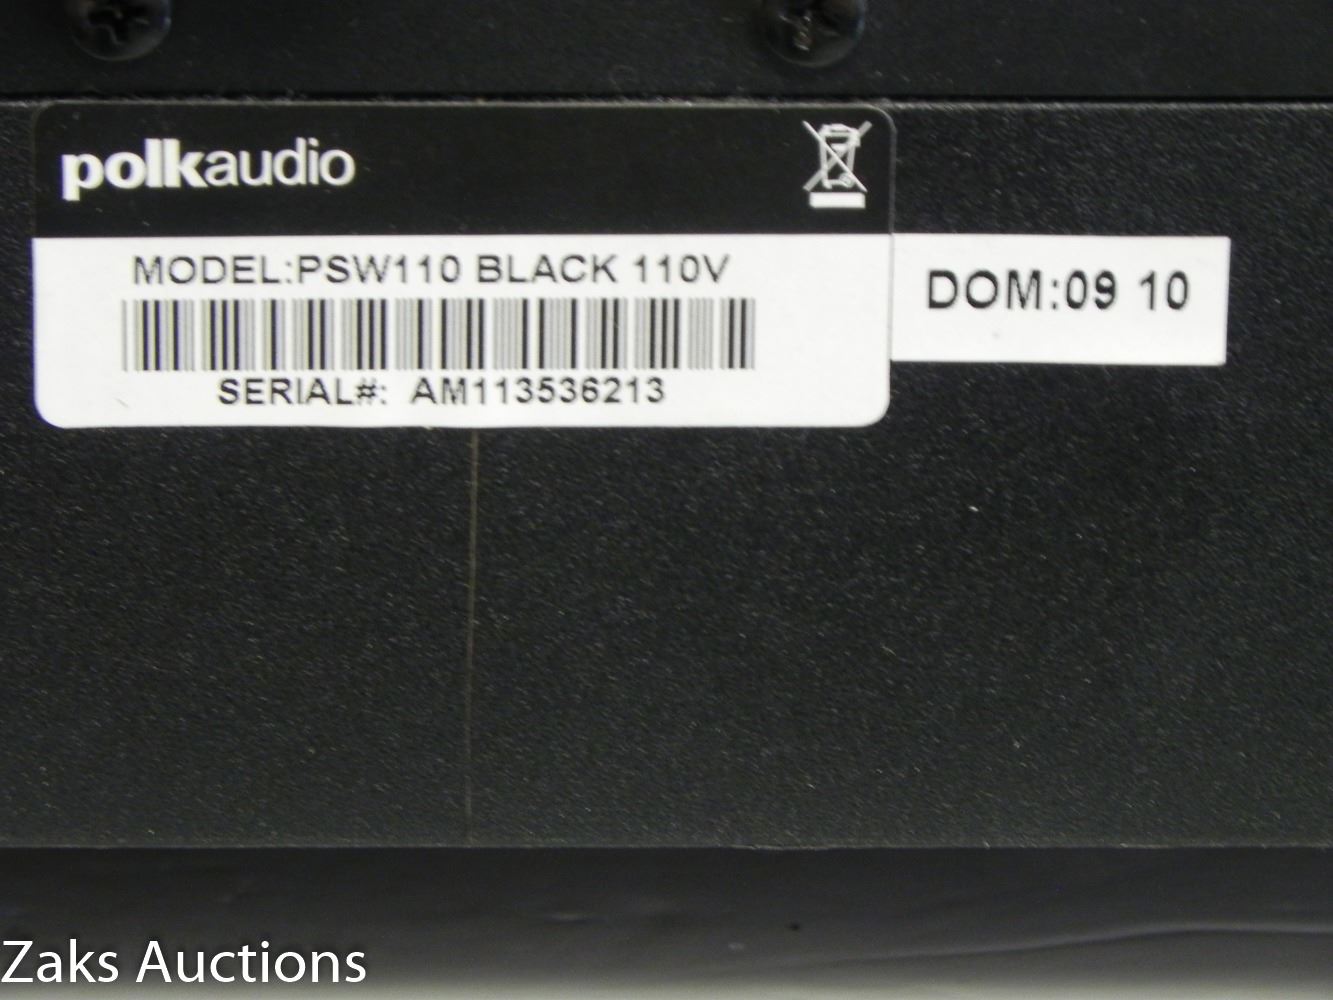 polkaudio
MODEL:PSW110 BLACK 110V
DOM:09 10
SERIAL#: AM113536213
Zaks Auctions